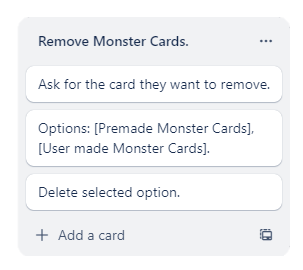 Remove Monster Cards.
Ask for the card they want to remove.
Options: [Premade Monster Cards],
[User made Monster Cards].
Delete selected option.
Add a card